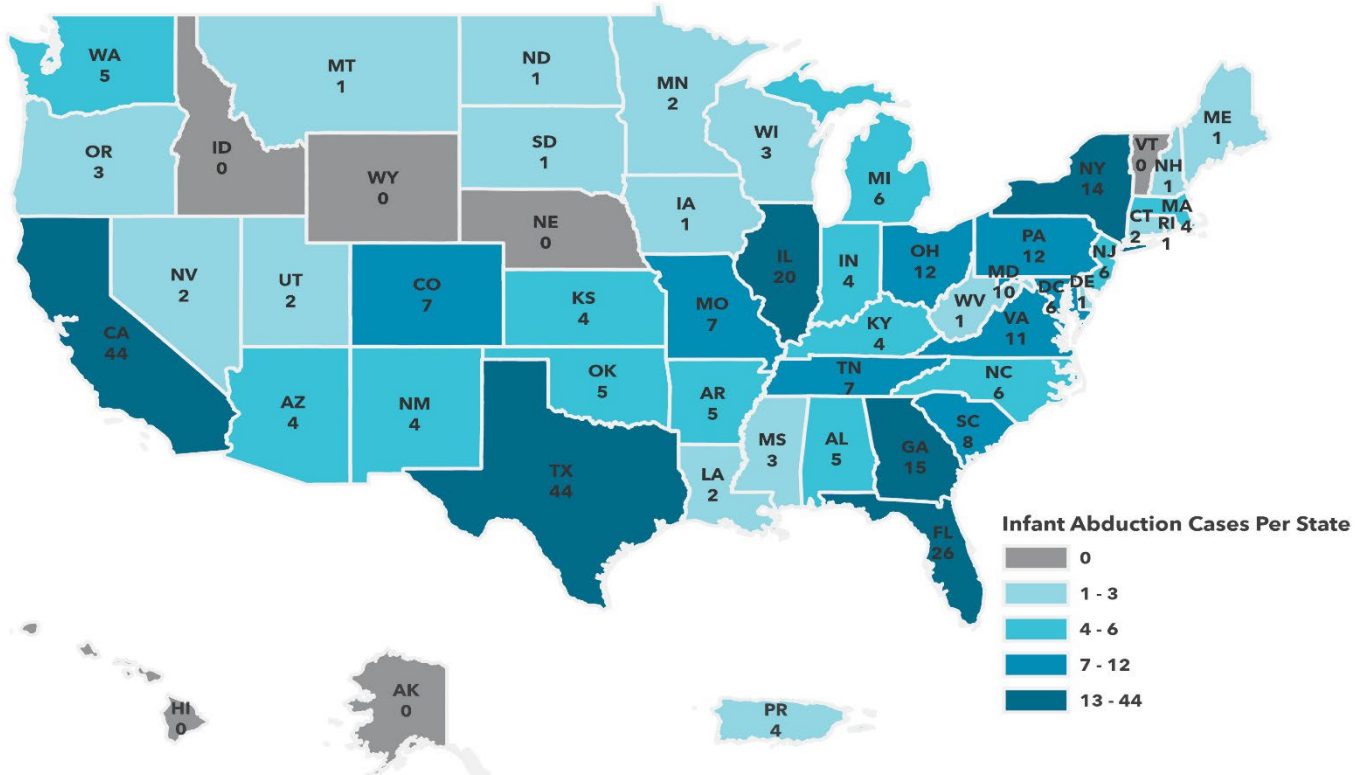 WA
5
MT
1
ND
1
MN
2
OR
3
ID
0
WY
0
SD
1
WI
3
MI
6
NY
14
VT
0
NH
1
ME
1
MA
4
CT
2
RI
1
NE
0
IA
1
IL
20
IN
4
OH
12
PA
12
NJ
6
NV
2
UT
2
CO
7
KS
4
MO
7
KY
4
WV
1
MD
10
DC
6
DE
1
VA
11
CA
44
AZ
4
NM
4
OK
5
AR
5
TN
7
NC
6
TX
44
LA
2
MS
3
AL
5
GA
15
SC
8
FL
26
HI
0
AK
0
PR
4
Infant Abduction Cases Per State
0
1 - 3
4 - 6
7 - 12
13 - 44